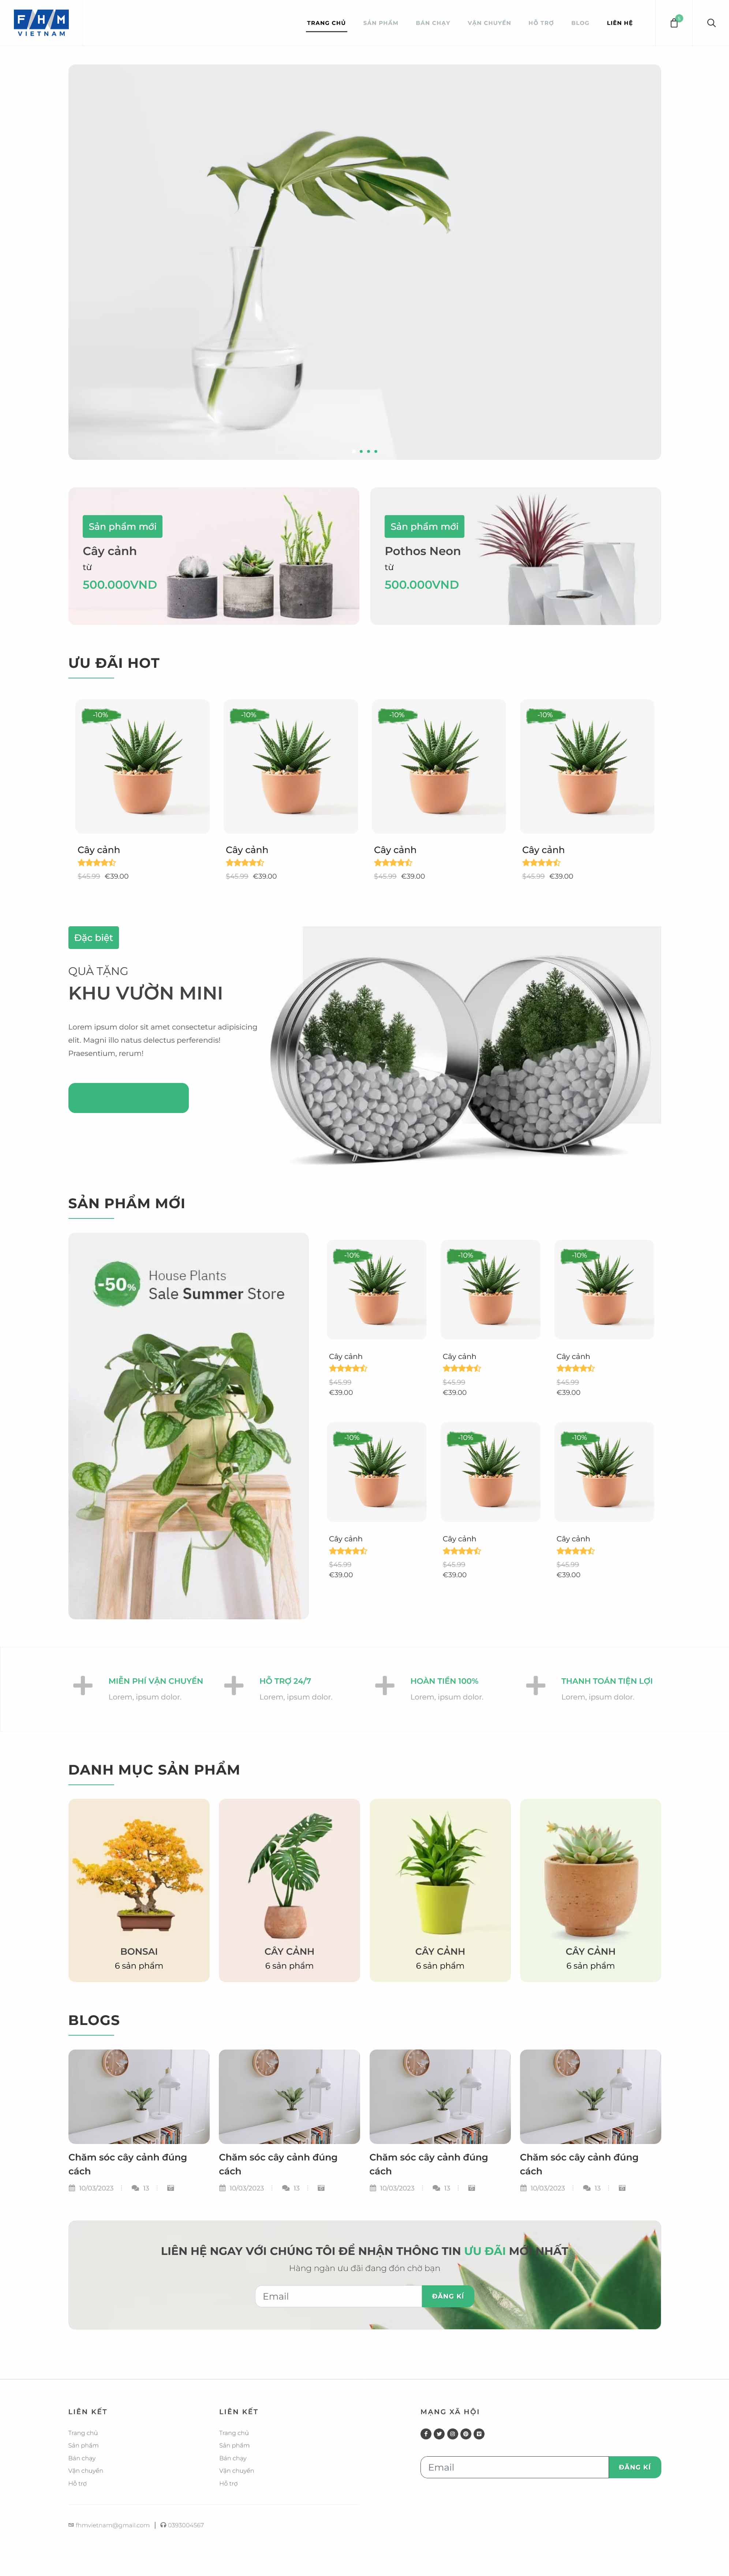 F/H/M
VIETNAM
TRANG CHỦ
SẢN PHẨM
BÁN CHẠY
VẬN CHUYỂN
HỖ TRỢ
BLOG
LIÊN HỆ
Sản phẩm mới
Cây cảnh
từ
500.000VND
Sản phẩm mới
Pothos Neon
từ
500.000VND
ƯU ĐÃI HOT
-10%
-10%
-10%
-10%
Cây cảnh
$45.99 €39.00
Cây cảnh
$45.99 €39.00
Cây cảnh
$45.99 €39.00
Cây cảnh
$45.99 €39.00
Đặc biệt
QUÀ TẶNG
KHU VƯỜN MINI
Lorem ipsum dolor sit amet consectetur adipisicing
elit. Magni illo natus delectus perferendis!
Praesentium, rerum!
SẢN PHẨM MỚI
-50%
House Plants
Sale Summer Store
-10%
-10%
-10%
Cây cảnh
$45.99
€39.00
Cây cảnh
$45.99
€39.00
Cây cảnh
$45.99
€39.00
-10%
-10%
-10%
Cây cảnh
$45.99
€39.00
Cây cảnh
$45.99
€39.00
Cây cảnh
$45.99
€39.00
MIỄN PHÍ VẬN CHUYỂN
Lorem, ipsum dolor.
HỖ TRỢ 24/7
Lorem, ipsum dolor.
HOÀN TIỀN 100%
Lorem, ipsum dolor.
THANH TOÁN TIỆN LỢI
Lorem, ipsum dolor.
DANH MỤC SẢN PHẨM
BONSAI
6 sản phẩm
CÂY CẢNH
6 sản phẩm
CÂY CẢNH
6 sản phẩm
CÂY CẢNH
6 sản phẩm
BLOGS
Chăm sóc cây cảnh đúng
cách
10/03/2023 13
Chăm sóc cây cảnh đúng
cách
10/03/2023 13
Chăm sóc cây cảnh đúng
cách
10/03/2023 13
Chăm sóc cây cảnh đúng
cách
10/03/2023 13
LIÊN HỆ NGAY VỚI CHÚNG TÔI ĐỂ NHẬN THÔNG TIN ƯU ĐÃI MỚI NHẤT
Hàng ngàn ưu đãi đang đón chờ bạn
Email
ĐĂNG KÍ
LIÊN KẾT
Trang chủ
Sản phẩm
Bán chạy
Vận chuyển
Hỗ trợ
LIÊN KẾT
Trang chủ
Sản phẩm
Bán chạy
Vận chuyển
Hỗ trợ
MẠNG XÃ HỘI
Email
ĐĂNG KÍ
fhmvietnam@gmail.com | 0393004567